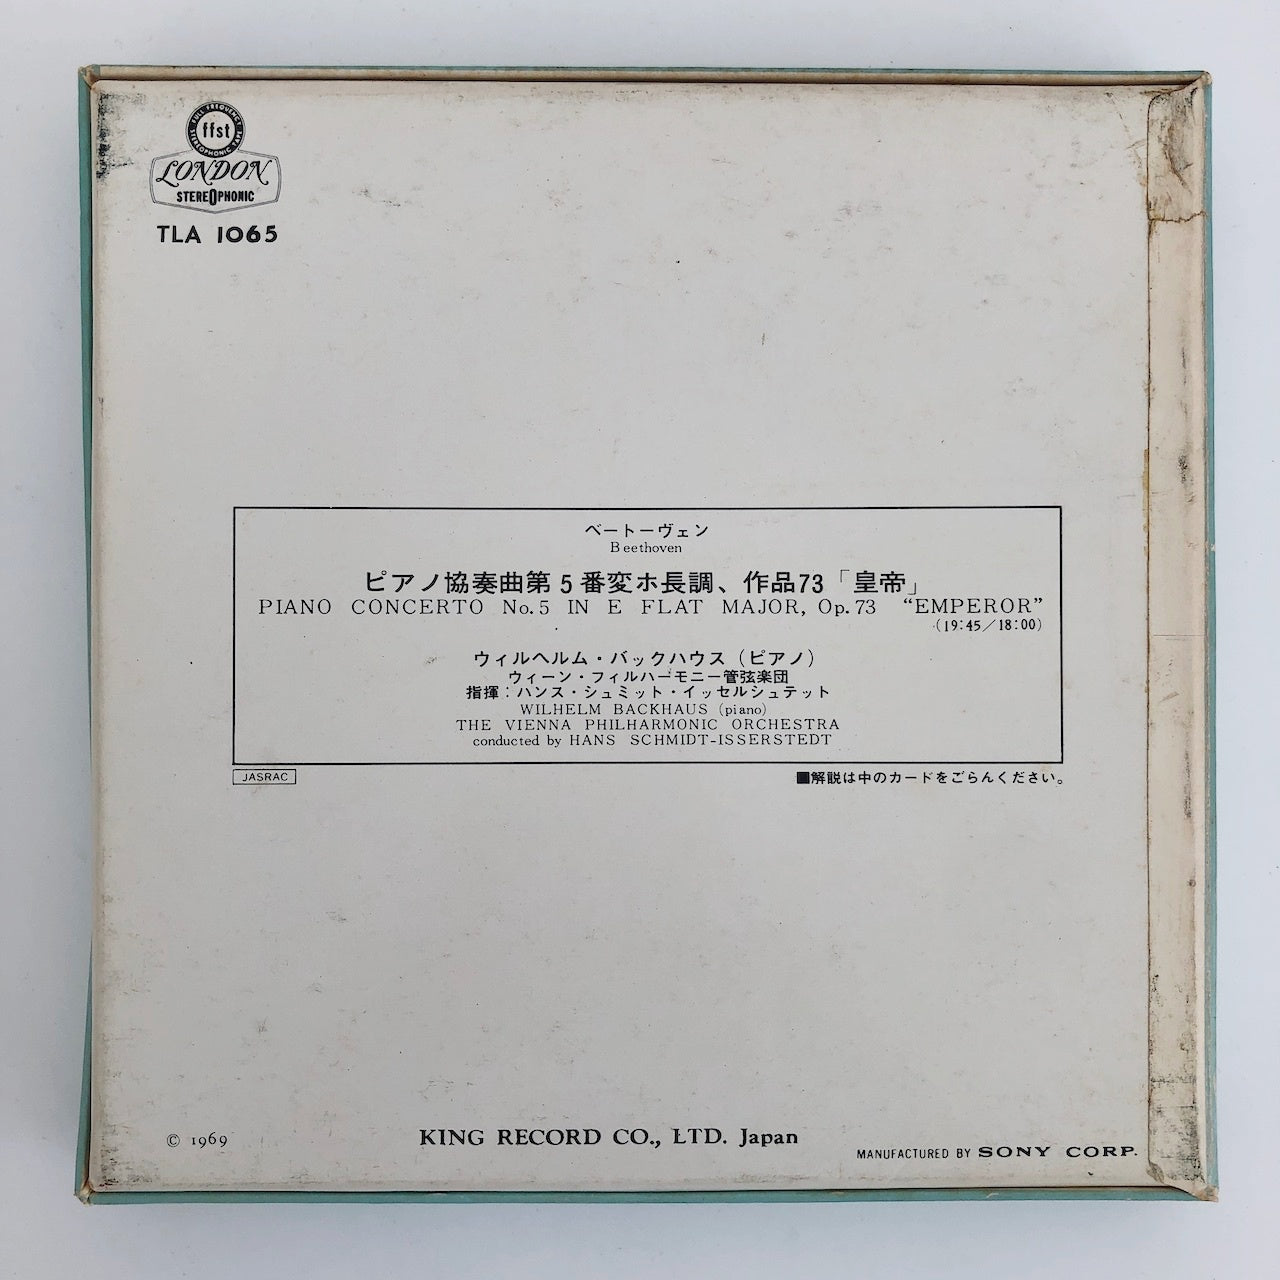 FULL FREQUENCY
ffst
STEREOPHONIC TAPE
LONDON
STEREOPHONIC
TLA 1065
ベートーヴェン
Beethoven
ピアノ協奏曲第5番変ホ長調、作品73「皇帝」
PIANO CONCERTO No.5 IN E FLAT MAJOR, Op.73 “EMPEROR”
(19:45/18:00)
ウィルヘルム・バックハウス(ピアノ)
ウィーン・フィルハーモニー管弦楽団
指揮:ハンス・シュミット・イッセルシュテット
WILHELM BACKHAUS (piano)
THE VIENNA PHILHARMONIC ORCHESTRA
conducted by HANS SCHMIDT-ISSERSTEDT
JASRAC
■解説は中のカードをごらんください。
© 1969
KING RECORD CO., LTD. Japan
MANUFACTURED BY SONY CORP.